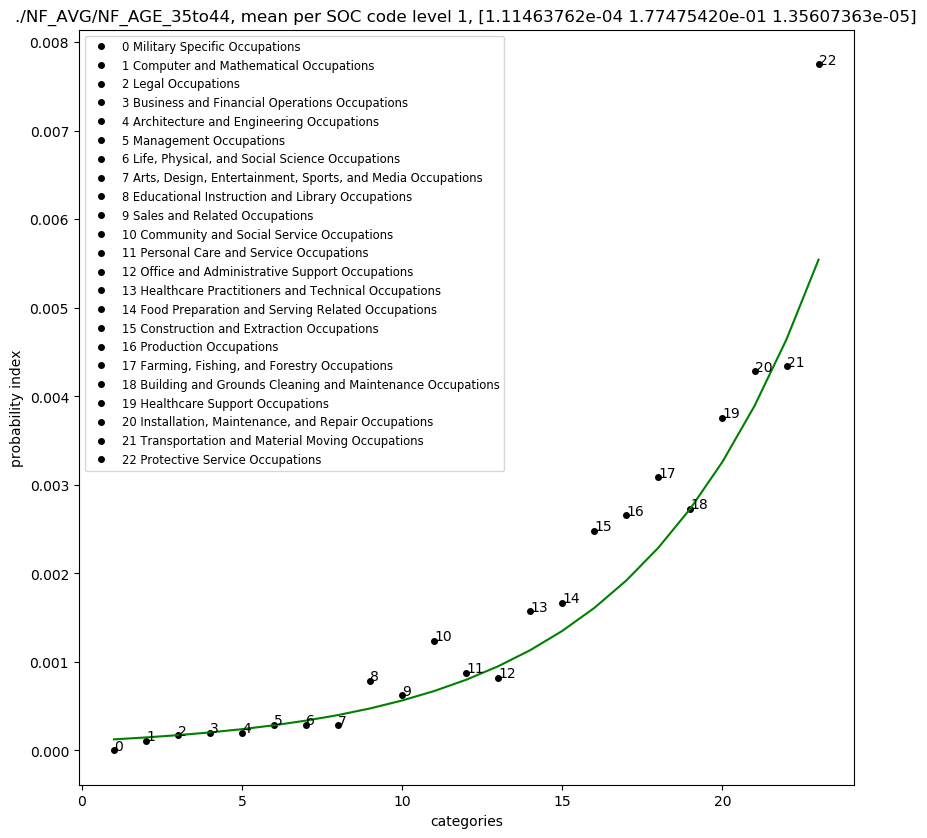 ./NF_AVG/NF_AGE_35to44, mean per SOC code level 1, [1.11463762e-04 1.77475420e-01 1.35607363e-05]
0 Military Specific Occupations
1 Computer and Mathematical Occupations
2 Legal Occupations
3 Business and Financial Operations Occupations
4 Architecture and Engineering Occupations
5 Management Occupations
6 Life, Physical, and Social Science Occupations
7 Arts, Design, Entertainment, Sports, and Media Occupations
8 Educational Instruction and Library Occupations
9 Sales and Related Occupations
10 Community and Social Service Occupations
11 Personal Care and Service Occupations
12 Office and Administrative Support Occupations
13 Healthcare Practitioners and Technical Occupations
14 Food Preparation and Serving Related Occupations
15 Construction and Extraction Occupations
16 Production Occupations
17 Farming, Fishing, and Forestry Occupations
18 Building and Grounds Cleaning and Maintenance Occupations
19 Healthcare Support Occupations
20 Installation, Maintenance, and Repair Occupations
21 Transportation and Material Moving Occupations
22 Protective Service Occupations
probability index
0.008
0.007
0.006
0.005
0.004
0.003
0.002
0.001
0.000
0
1
2
3
4
5
6
7
8
9
10
11
12
13
14
15
16
17
18
19
20
21
22
0
5
10
15
20
categories